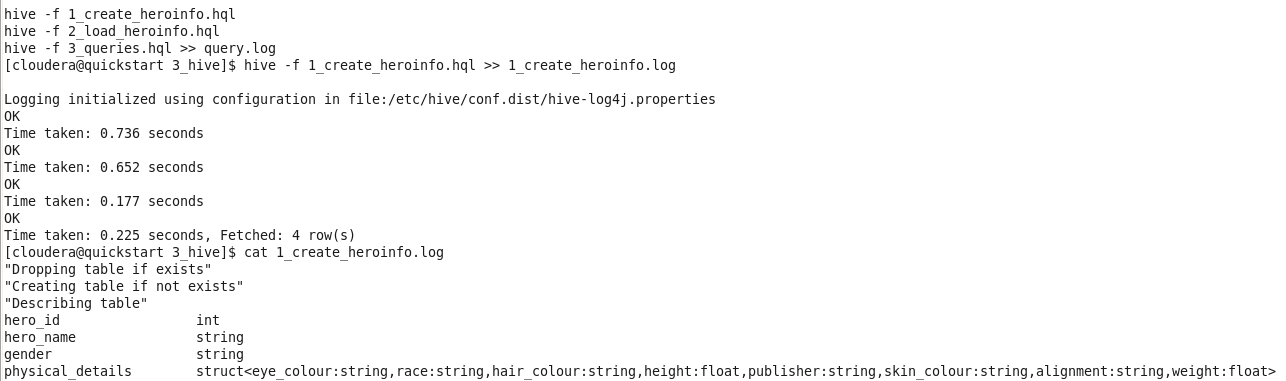 hive -f 1_create_heroinfo.hql
hive -f 2_load_heroinfo.hql
hive -f 3_queries.hql >> query.log
[cloudera@quickstart 3_hive]$ hive -f 1_create_heroinfo.hql >> 1_create_heroinfo.log
Logging initialized using configuration in file:/etc/hive/conf.dist/hive-log4j.properties
OK
Time taken: 0.736 seconds
OK
Time taken: 0.652 seconds
OK
Time taken: 0.177 seconds
OK
Time taken: 0.225 seconds, Fetched: 4 row(s)
[cloudera@quickstart 3_hive]$ cat 1_create_heroinfo.log
"Dropping table if exists"
"Creating table if not exists"
"Describing table"
hero_id                 int
hero_name               string
gender                  string
physical_details        struct<eye_colour:string,race:string,hair_colour:string,height:float,publisher:string,skin_colour:string,alignment:string,weight:float>